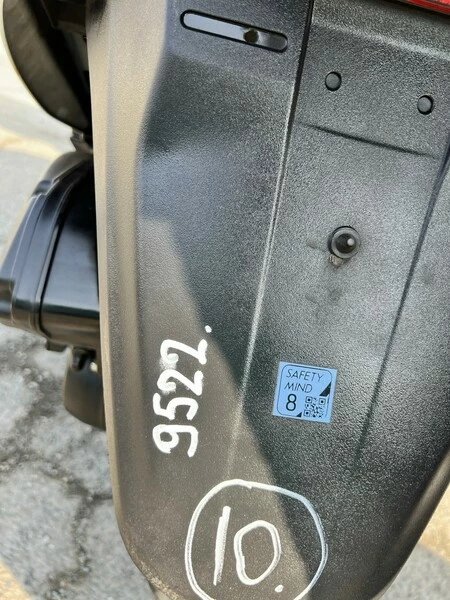 SAFETY
MIND
8
9522.
10.